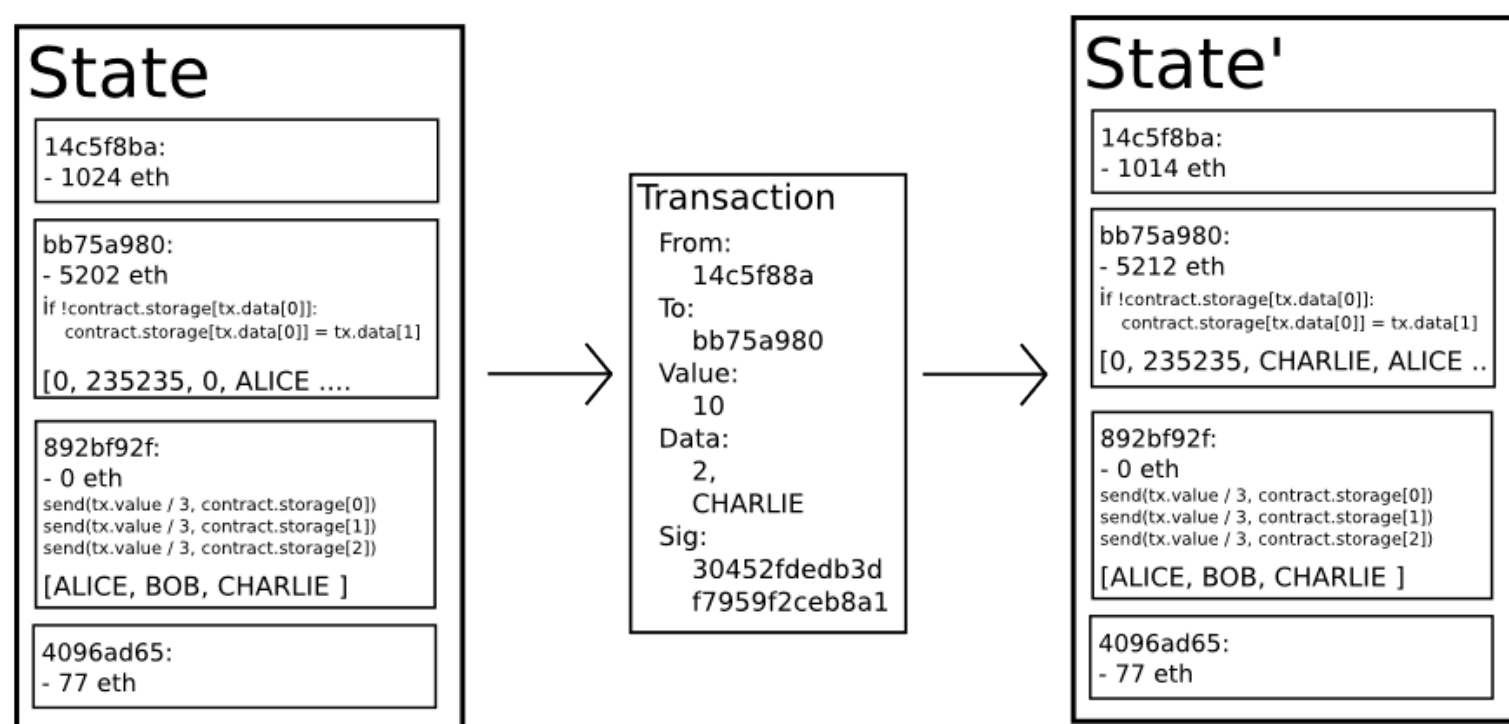 State
14c5f8ba:
- 1024 eth
bb75a980:
- 5202 eth
if !contract.storage[tx.data[0]]:
contract.storage[tx.data[0]] = tx.data[1]
[0, 235235, 0, ALICE ....
892bf92f:
- 0 eth
send(tx.value / 3, contract.storage[0])
send(tx.value / 3, contract.storage[1])
send(tx.value / 3, contract.storage[2])
[ALICE, BOB, CHARLIE ]
4096ad65:
- 77 eth
Transaction
From:
14c5f88a
To:
bb75a980
Value:
10
Data:
2,
CHARLIE
Sig:
30452fdedb3d
f7959f2ceb8a1
State'
14c5f8ba:
- 1014 eth
bb75a980:
- 5212 eth
if !contract.storage[tx.data[0]]:
contract.storage[tx.data[0]] = tx.data[1]
[0, 235235, CHARLIE, ALICE ..
892bf92f:
- 0 eth
send(tx.value / 3, contract.storage[0])
send(tx.value / 3, contract.storage[1])
send(tx.value / 3, contract.storage[2])
[ALICE, BOB, CHARLIE ]
4096ad65:
- 77 eth